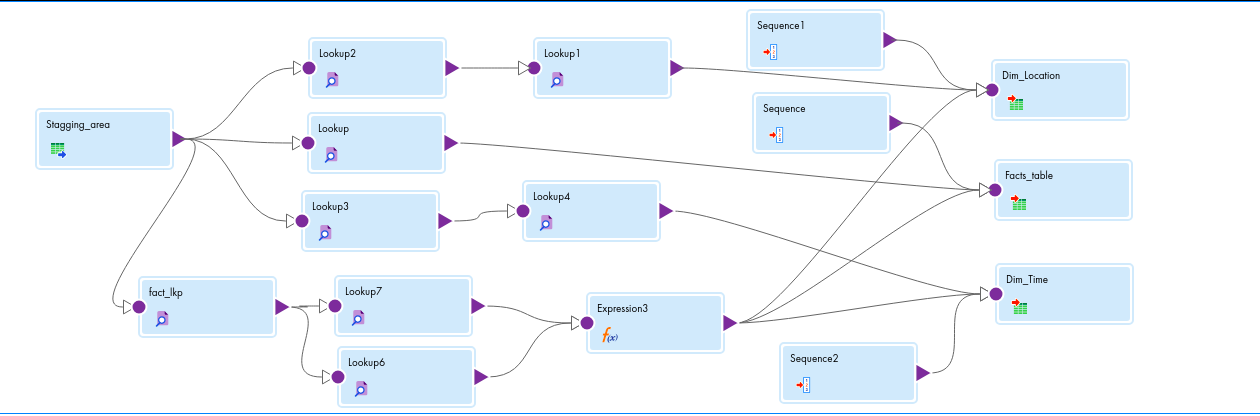 Sequence1
Lookup2
Lookup1
Dim_Location
Sequence
Stagging_area
Lookup
Facts_table
Lookup3
Lookup4
Dim_Time
fact_lkp
Lookup7
Expression3
f(x)
Sequence2
Lookup6